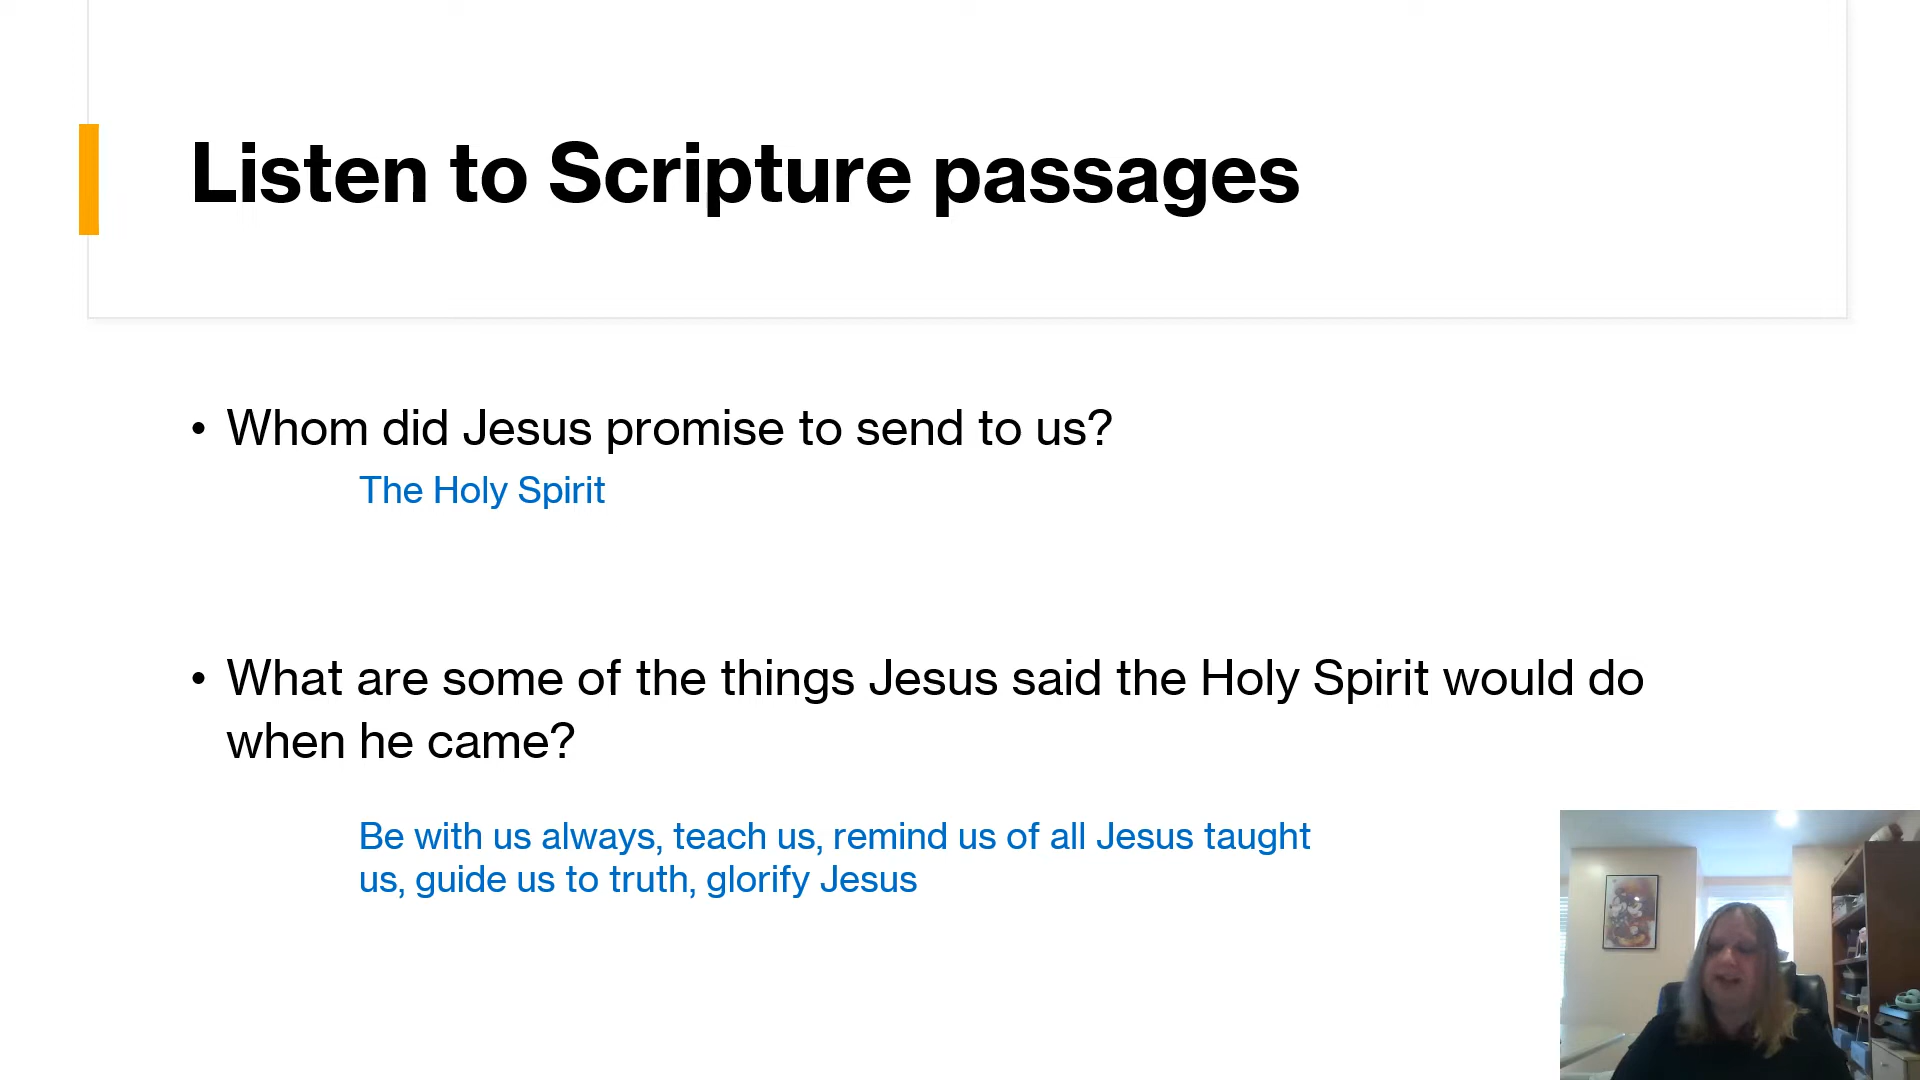 Listen to Scripture passages
• Whom did Jesus promise to send to us?
The Holy Spirit
• What are some of the things Jesus said the Holy Spirit would do
when he came?
Be with us always, teach us, remind us of all Jesus taught
us, guide us to truth, glorify Jesus